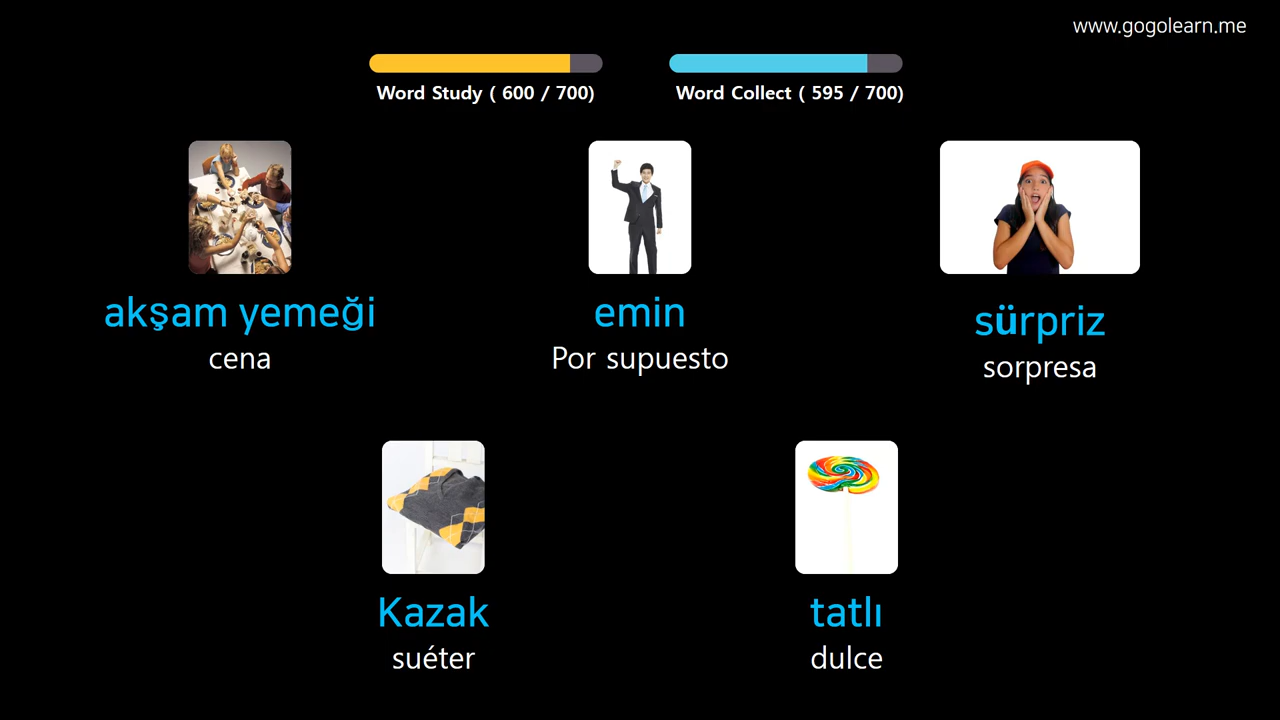 www.gogolearn.me
Word Study ( 600 / 700)
Word Collect ( 595 / 700)
akşam yemeği
cena
emin
Por supuesto
sürpriz
sorpresa
Kazak
suéter
tatlı
dulce